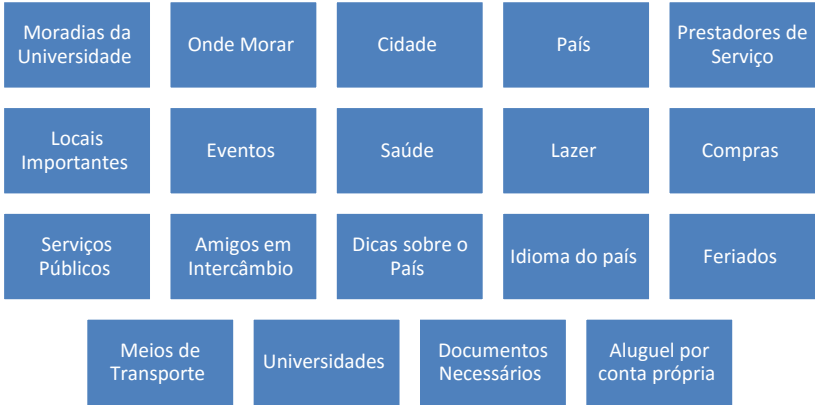 Moradias da
Universidade
Onde Morar
Cidade
País
Prestadores de
Serviço
Locais
Importantes
Eventos
Saúde
Lazer
Compras
Serviços
Públicos
Amigos em
Intercâmbio
Dicas sobre o
País
Idioma do país
Feriados
Meios de
Transporte
Universidades
Documentos
Necessários
Aluguel por
conta própria